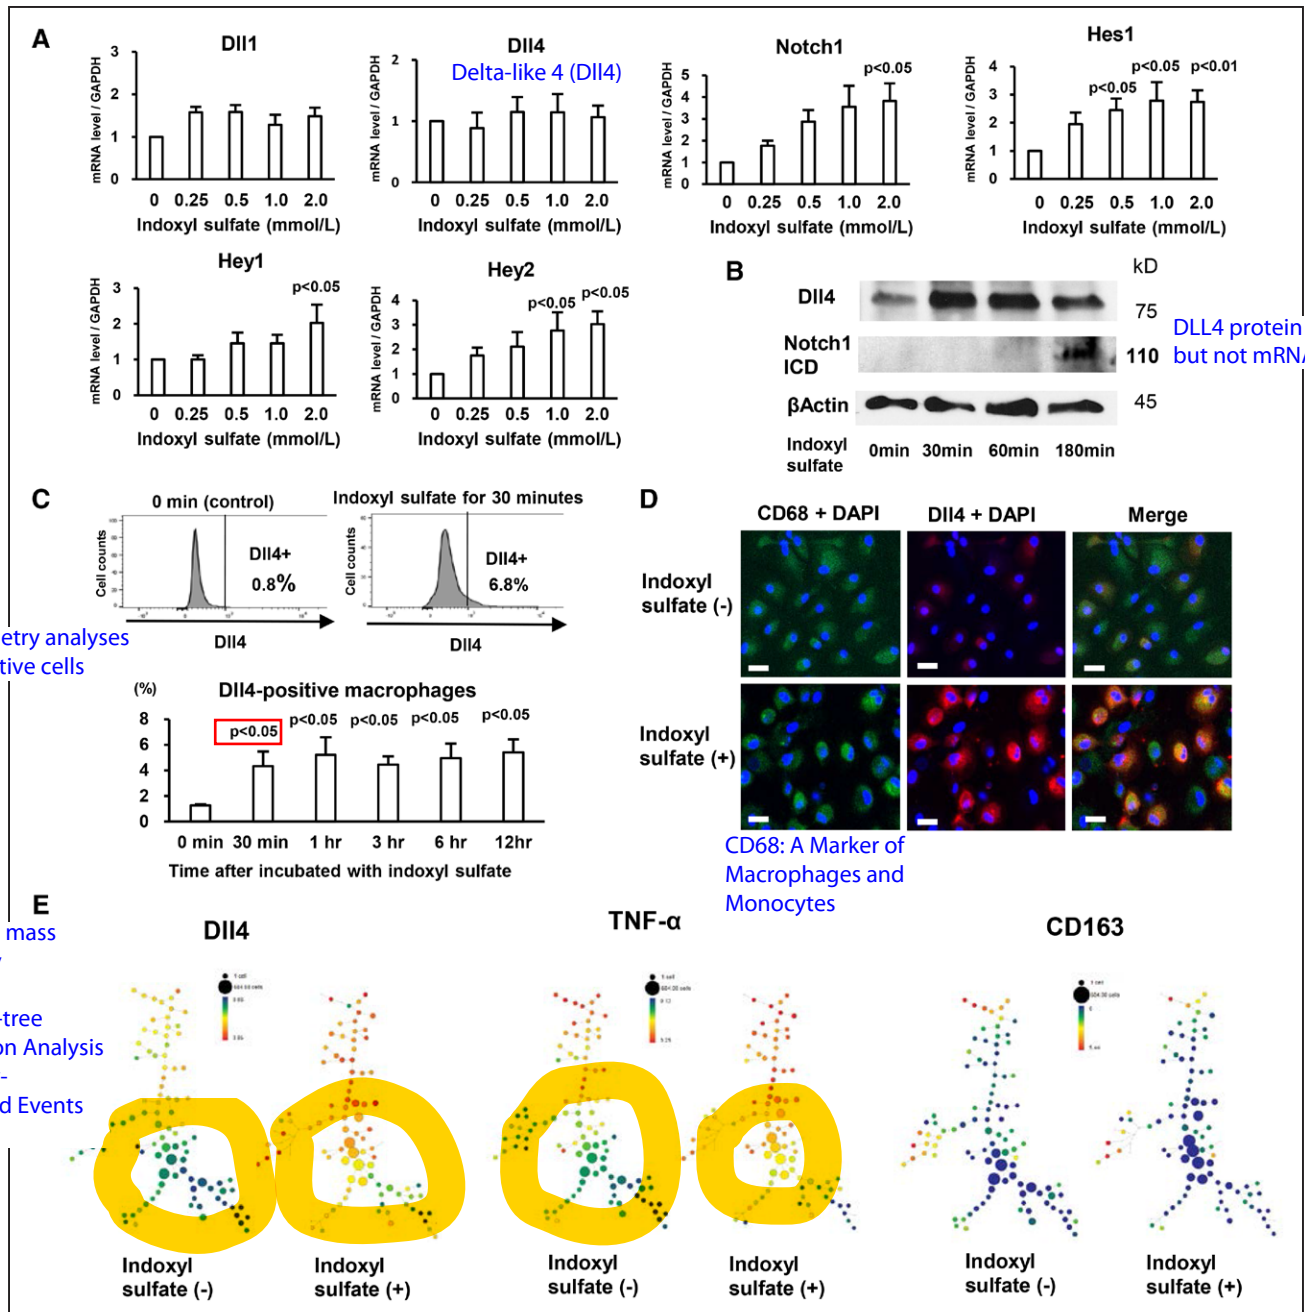 A
Dll1
mRNA level / GAPDH
3
2
1
0
0 0.25 0.5 1.0 2.0
Indoxyl sulfate (mmol/L)
Dll4
Delta-like 4 (Dll4)
mRNA level / GAPDH
2
1
0
0 0.25 0.5 1.0 2.0
Indoxyl sulfate (mmol/L)
Notch1
mRNA level / GAPDH
5
4
3
2
1
0
p<0.05
0 0.25 0.5 1.0 2.0
Indoxyl sulfate (mmol/L)
Hes1
mRNA level / GAPDH
4
3
2
1
0
p<0.05
p<0.05
p<0.01
0 0.25 0.5 1.0 2.0
Indoxyl sulfate (mmol/L)
Hey1
mRNA level / GAPDH
3
2
1
0
p<0.05
0 0.25 0.5 1.0 2.0
Indoxyl sulfate (mmol/L)
Hey2
mRNA level / GAPDH
4
3
2
1
0
p<0.05
p<0.05
0 0.25 0.5 1.0 2.0
Indoxyl sulfate (mmol/L)
B
kD
Dll4
75
Notch1
ICD
110
βActin
45
Indoxyl
sulfate
0min 30min 60min 180min
DLL4 protein
but not mRNA
C
0 min (control)
Cell counts
Dll4+
0.8%
Dll4
Indoxyl sulfate for 30 minutes
Cell counts
Dll4+
6.8%
Dll4
etry analyses
tive cells
(%)
Dll4-positive macrophages
8
6
4
2
0
p<0.05
p<0.05
p<0.05
p<0.05
p<0.05
0 min 30 min 1 hr 3 hr 6 hr 12hr
Time after incubated with indoxyl sulfate
D
CD68 + DAPI
Dll4 + DAPI
Merge
Indoxyl
sulfate (-)
Indoxyl
sulfate (+)
CD68: A Marker of
Macrophages and
Monocytes
E
mass
-tree
on Analysis
d Events
Dll4
1 cell
Indoxyl
sulfate (-)
Indoxyl
sulfate (+)
TNF-α
1 cell
Indoxyl
sulfate (-)
Indoxyl
sulfate (+)
CD163
1 cell
Indoxyl
sulfate (-)
Indoxyl
sulfate (+)